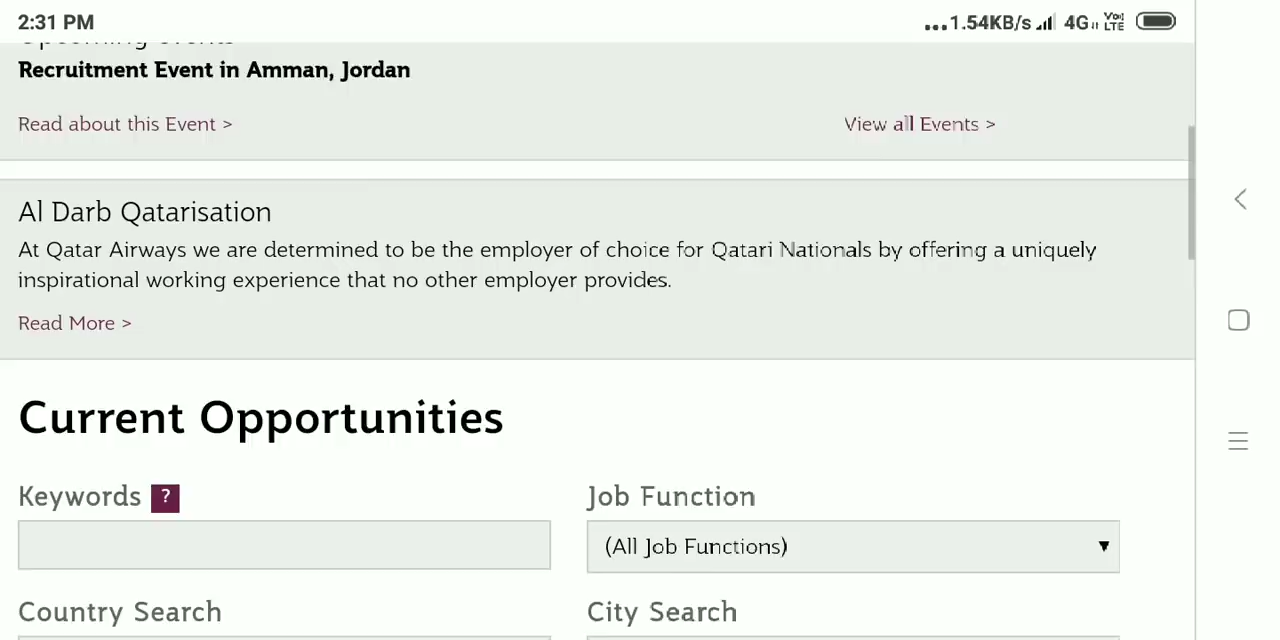 2:31 PM
...1.54KB/s 4G VoLTE
Upcoming Events
Recruitment Event in Amman, Jordan
Read about this Event >
View all Events >
Al Darb Qatarisation
At Qatar Airways we are determined to be the employer of choice for Qatari Nationals by offering a uniquely
inspirational working experience that no other employer provides.
Read More >
Current Opportunities
Keywords ?
Job Function
(All Job Functions)
Country Search
City Search